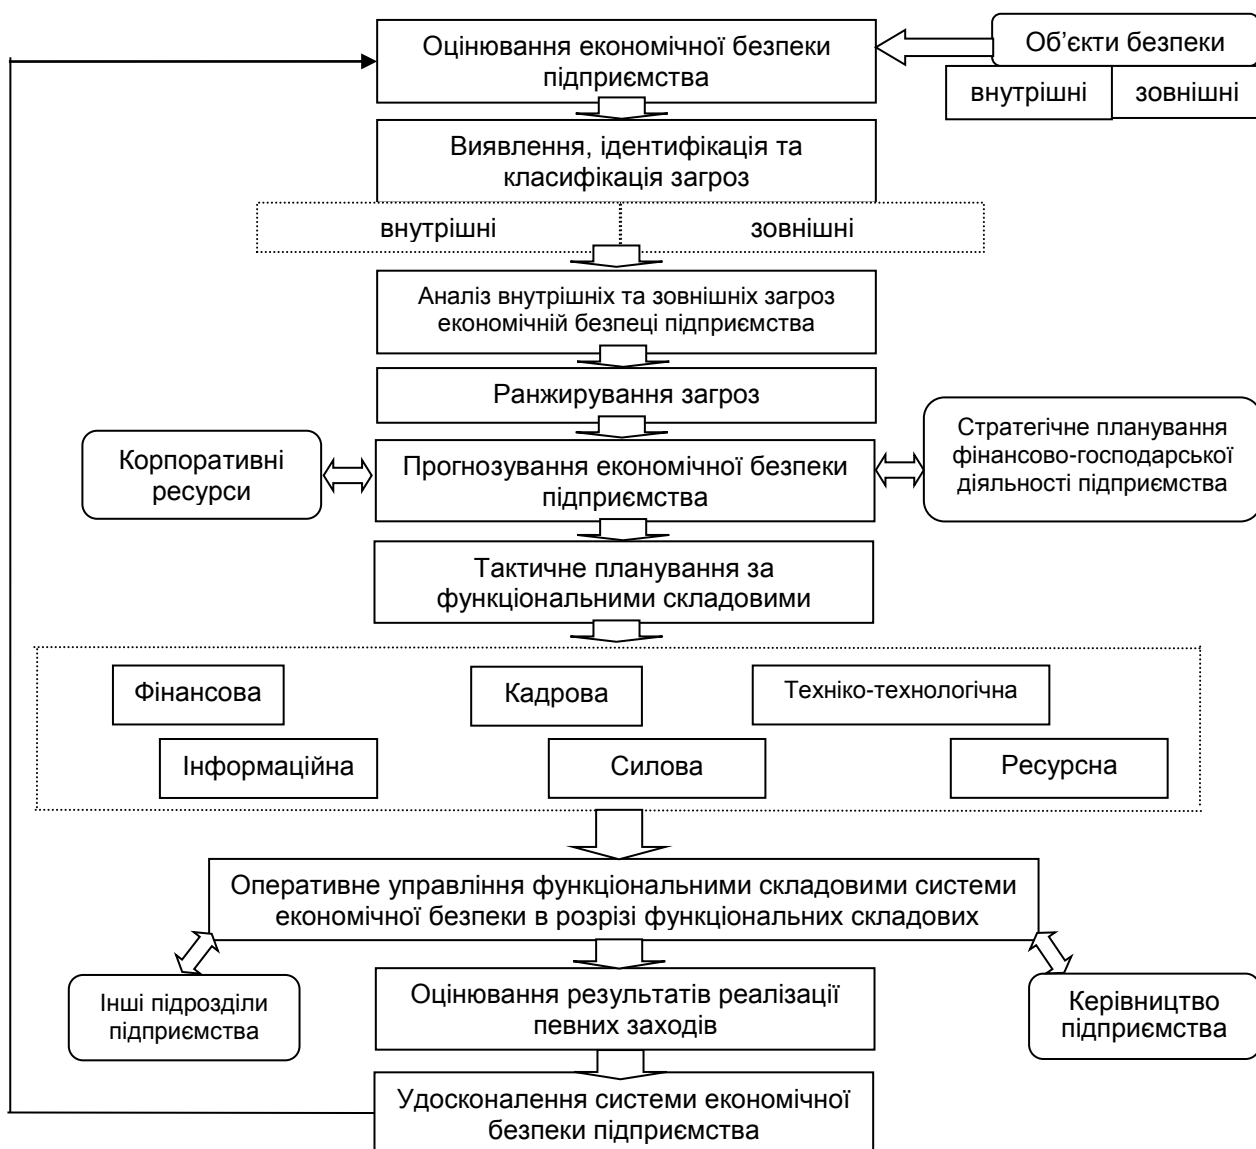 Оцінювання економічної безпеки
підприємства
Об’єкти безпеки
внутрішні
зовнішні
Виявлення, ідентифікація та
класифікація загроз
внутрішні
зовнішні
Аналіз внутрішніх та зовнішніх загроз
економічній безпеці підприємства
Ранжирування загроз
Корпоративні
ресурси
Прогнозування економічної безпеки
підприємства
Стратегічне планування
фінансово-господарської
діяльності підприємства
Тактичне планування за
функціональними складовими
Фінансова
Кадрова
Техніко-технологічна
Інформаційна
Силова
Ресурсна
Оперативне управління функціональними складовими системи
економічної безпеки в розрізі функціональних складових
Інші підрозділи
підприємства
Оцінювання результатів реалізації
певних заходів
Керівництво
підприємства
Удосконалення системи економічної
безпеки підприємства